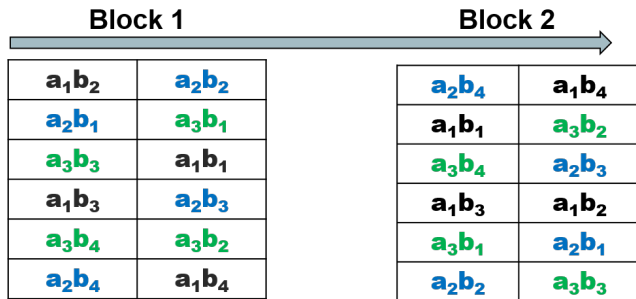 Block 1 Block 2
a₁b₂ a₂b₂
a₂b₁ a₃b₁
a₃b₃ a₁b₁
a₁b₃ a₂b₃
a₃b₄ a₃b₂
a₂b₄ a₁b₄
a₂b₄ a₁b₄
a₁b₁ a₃b₂
a₃b₄ a₂b₃
a₁b₃ a₁b₂
a₃b₁ a₂b₁
a₂b₂ a₃b₃